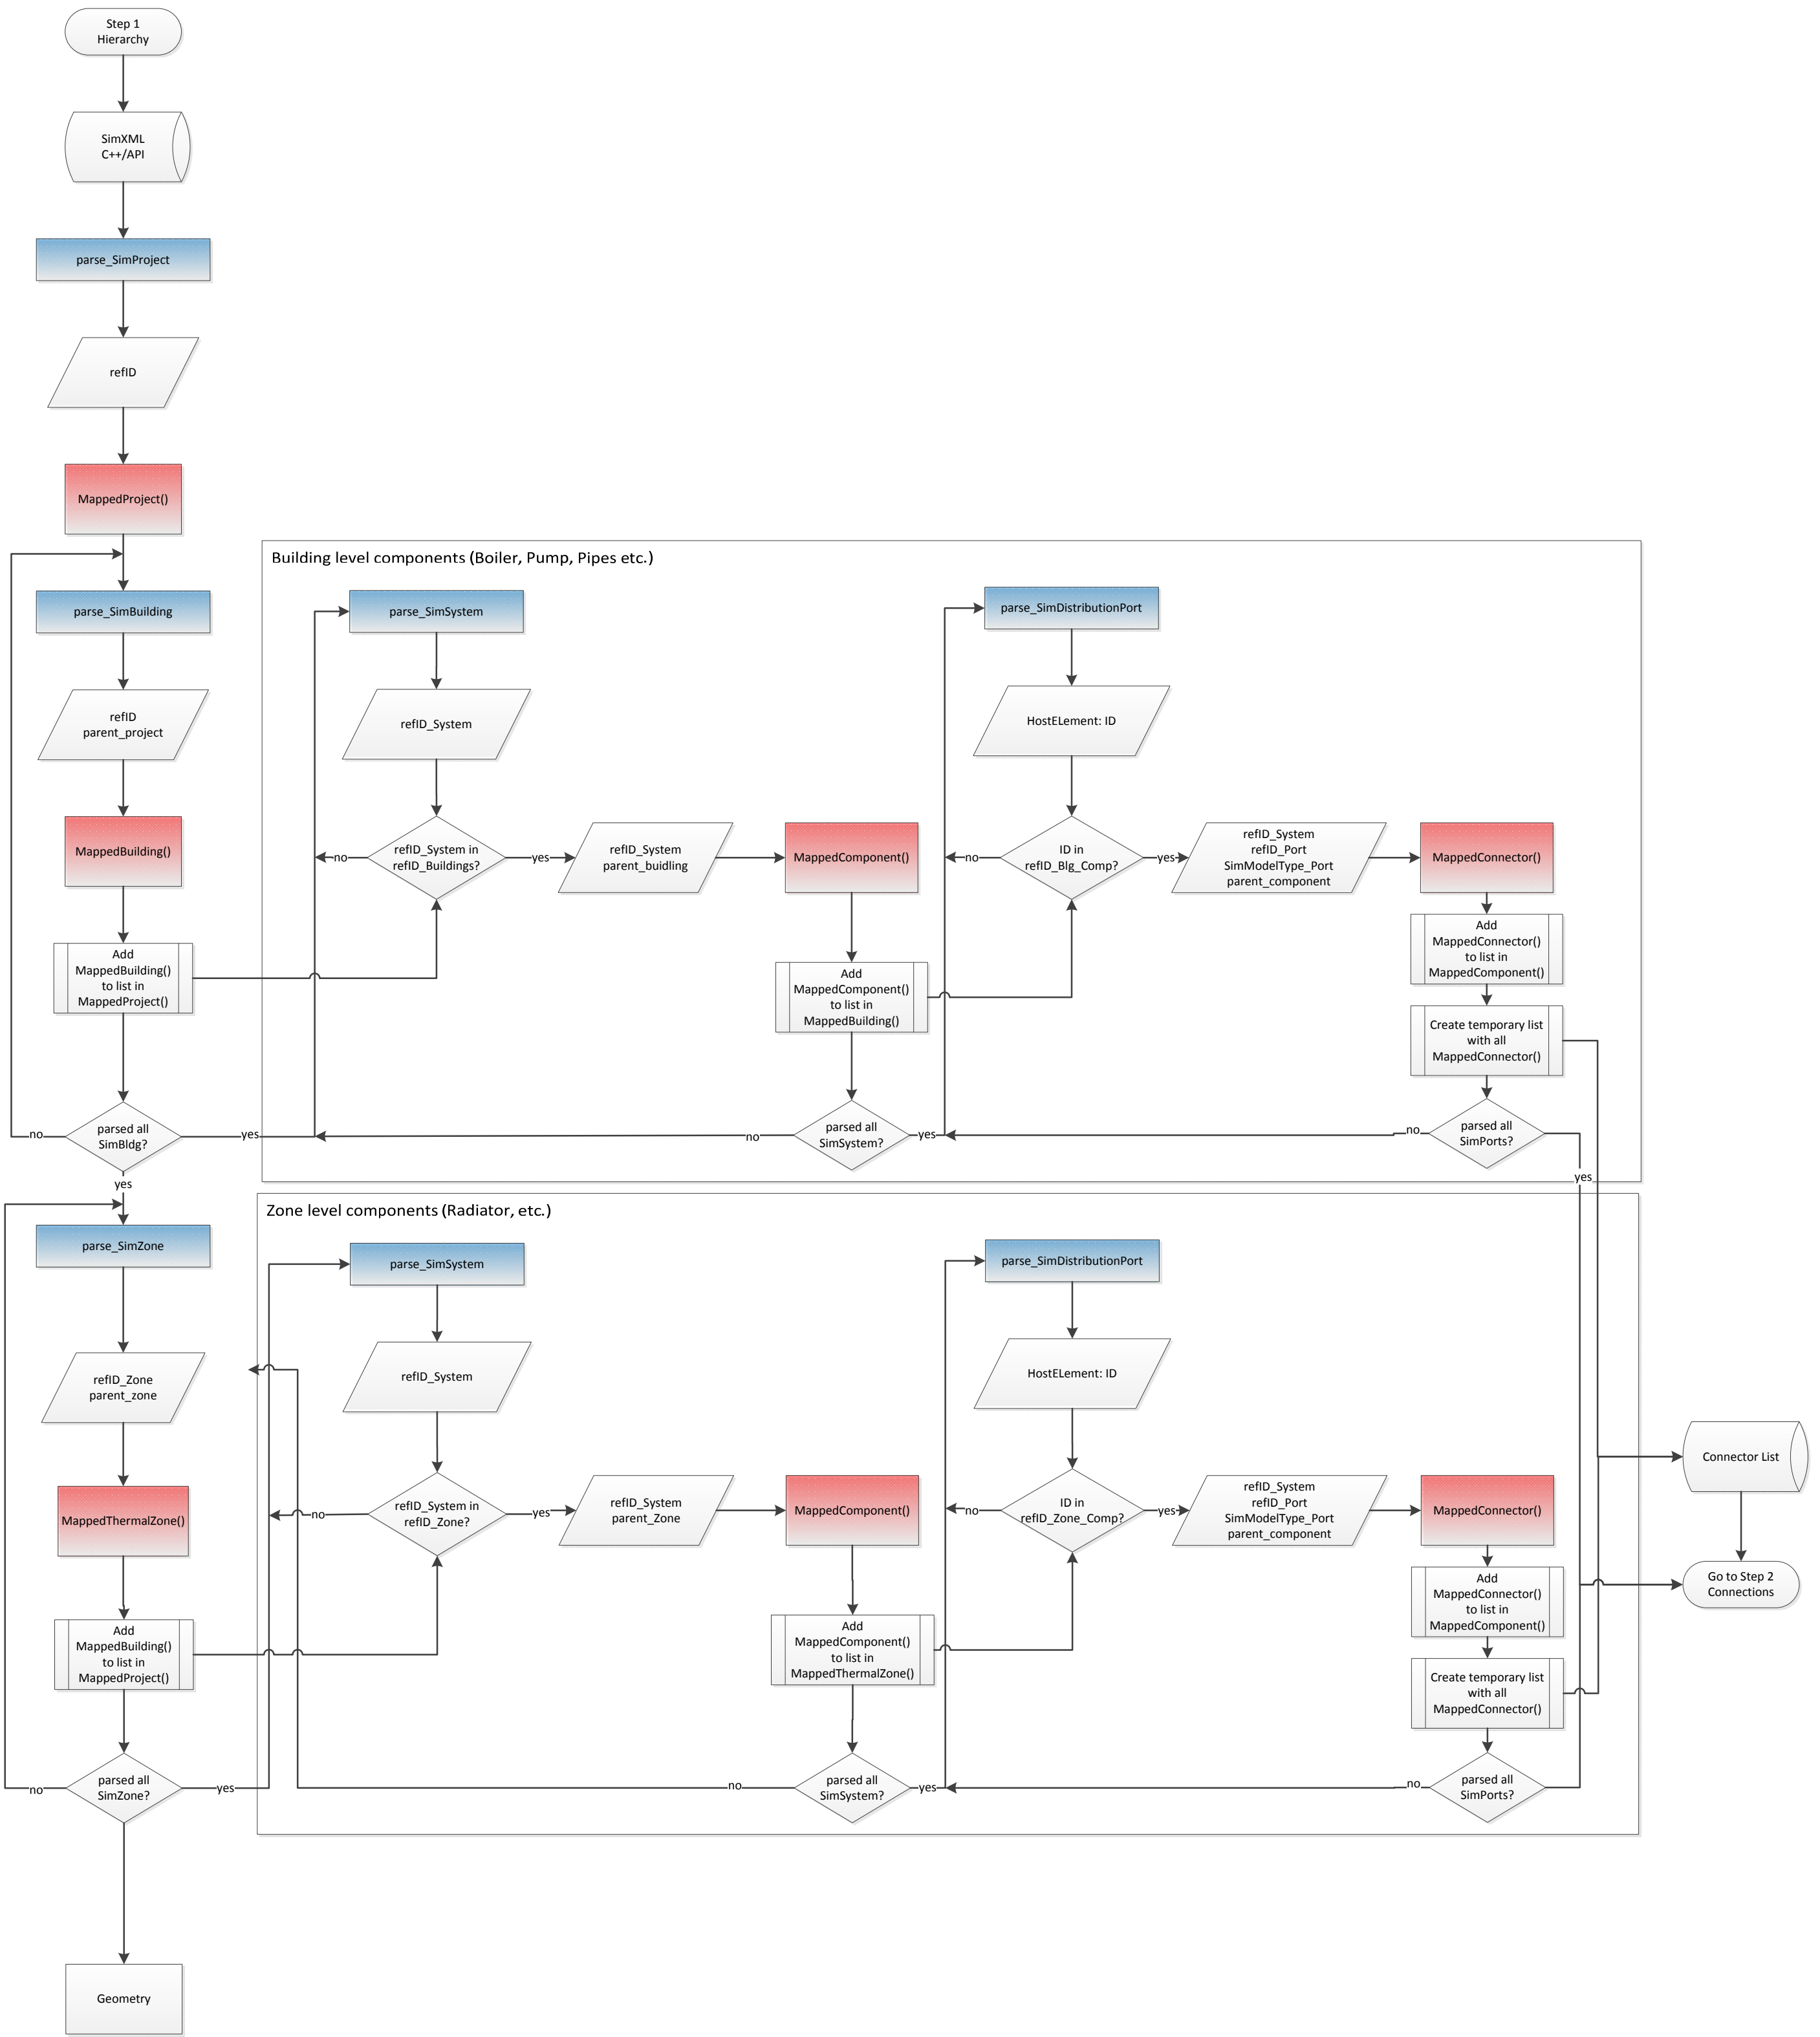 Step 1
Hierarchy
SimXML
C++/API
parse_SimProject
refID
MappedProject()
parse_SimBuilding
refID
parent_project
MappedBuilding()
Add
MappedBuilding()
to list in
MappedProject()
parsed all
SimBldg?
no
yes
yes
Building level components (Boiler, Pump, Pipes etc.)
parse_SimSystem
refID_System
refID_System in
refID_Buildings?
no
yes
refID_System
parent_buidling
MappedComponent()
Add
MappedComponent()
to list in
MappedBuilding()
parsed all
SimSystem?
no
yes
parse_SimDistributionPort
HostELement: ID
ID in
refID_Blg_Comp?
no
yes
refID_System
refID_Port
SimModelType_Port
parent_component
MappedConnector()
Add
MappedConnector()
to list in
MappedComponent()
Create temporary list
with all
MappedConnector()
parsed all
SimPorts?
no
yes
parse_SimZone
refID_Zone
parent_zone
MappedThermalZone()
Add
MappedBuilding()
to list in
MappedProject()
parsed all
SimZone?
no
yes
Geometry
Zone level components (Radiator, etc.)
parse_SimSystem
refID_System
refID_System in
refID_Zone?
no
yes
refID_System
parent_Zone
MappedComponent()
Add
MappedComponent()
to list in
MappedThermalZone()
parsed all
SimSystem?
no
yes
parse_SimDistributionPort
HostELement: ID
ID in
refID_Zone_Comp?
no
yes
refID_System
refID_Port
SimModelType_Port
parent_component
MappedConnector()
Add
MappedConnector()
to list in
MappedComponent()
Create temporary list
with all
MappedConnector()
parsed all
SimPorts?
no
Connector List
Go to Step 2
Connections